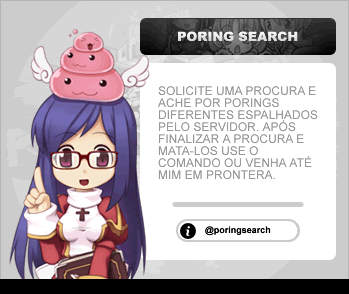 PORING SEARCH
SOLICITE UMA PROCURA E
ACHE POR PORINGS
DIFERENTES ESPALHADOS
PELO SERVIDOR. APÓS
FINALIZAR A PROCURA E
MATA-LOS USE O
COMANDO OU VENHA ATÉ
MIM EM PRONTERA.
i @poringsearch